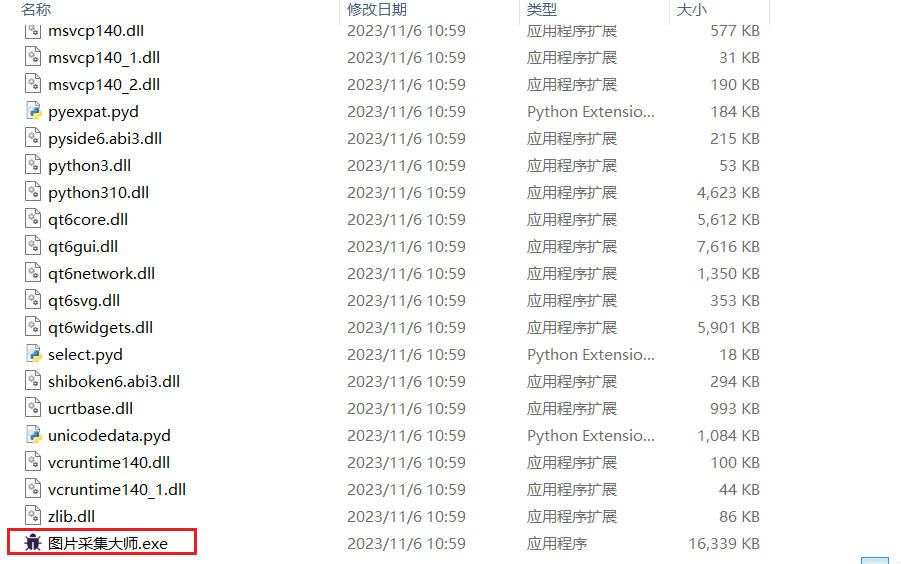 名称 修改日期 类型 大小
msvcp140.dll 2023/11/6 10:59 应用程序扩展 577 KB
msvcp140_1.dll 2023/11/6 10:59 应用程序扩展 31 KB
msvcp140_2.dll 2023/11/6 10:59 应用程序扩展 190 KB
pyexpat.pyd 2023/11/6 10:59 Python Extensio... 184 KB
pyside6.abi3.dll 2023/11/6 10:59 应用程序扩展 215 KB
python3.dll 2023/11/6 10:59 应用程序扩展 53 KB
python310.dll 2023/11/6 10:59 应用程序扩展 4,623 KB
qt6core.dll 2023/11/6 10:59 应用程序扩展 5,612 KB
qt6gui.dll 2023/11/6 10:59 应用程序扩展 7,616 KB
qt6network.dll 2023/11/6 10:59 应用程序扩展 1,350 KB
qt6svg.dll 2023/11/6 10:59 应用程序扩展 353 KB
qt6widgets.dll 2023/11/6 10:59 应用程序扩展 5,901 KB
select.pyd 2023/11/6 10:59 Python Extensio... 18 KB
shiboken6.abi3.dll 2023/11/6 10:59 应用程序扩展 294 KB
ucrtbase.dll 2023/11/6 10:59 应用程序扩展 993 KB
unicodedata.pyd 2023/11/6 10:59 Python Extensio... 1,084 KB
vcruntime140.dll 2023/11/6 10:59 应用程序扩展 100 KB
vcruntime140_1.dll 2023/11/6 10:59 应用程序扩展 44 KB
zlib.dll 2023/11/6 10:59 应用程序扩展 86 KB
图片采集大师.exe 2023/11/6 10:59 应用程序 16,339 KB